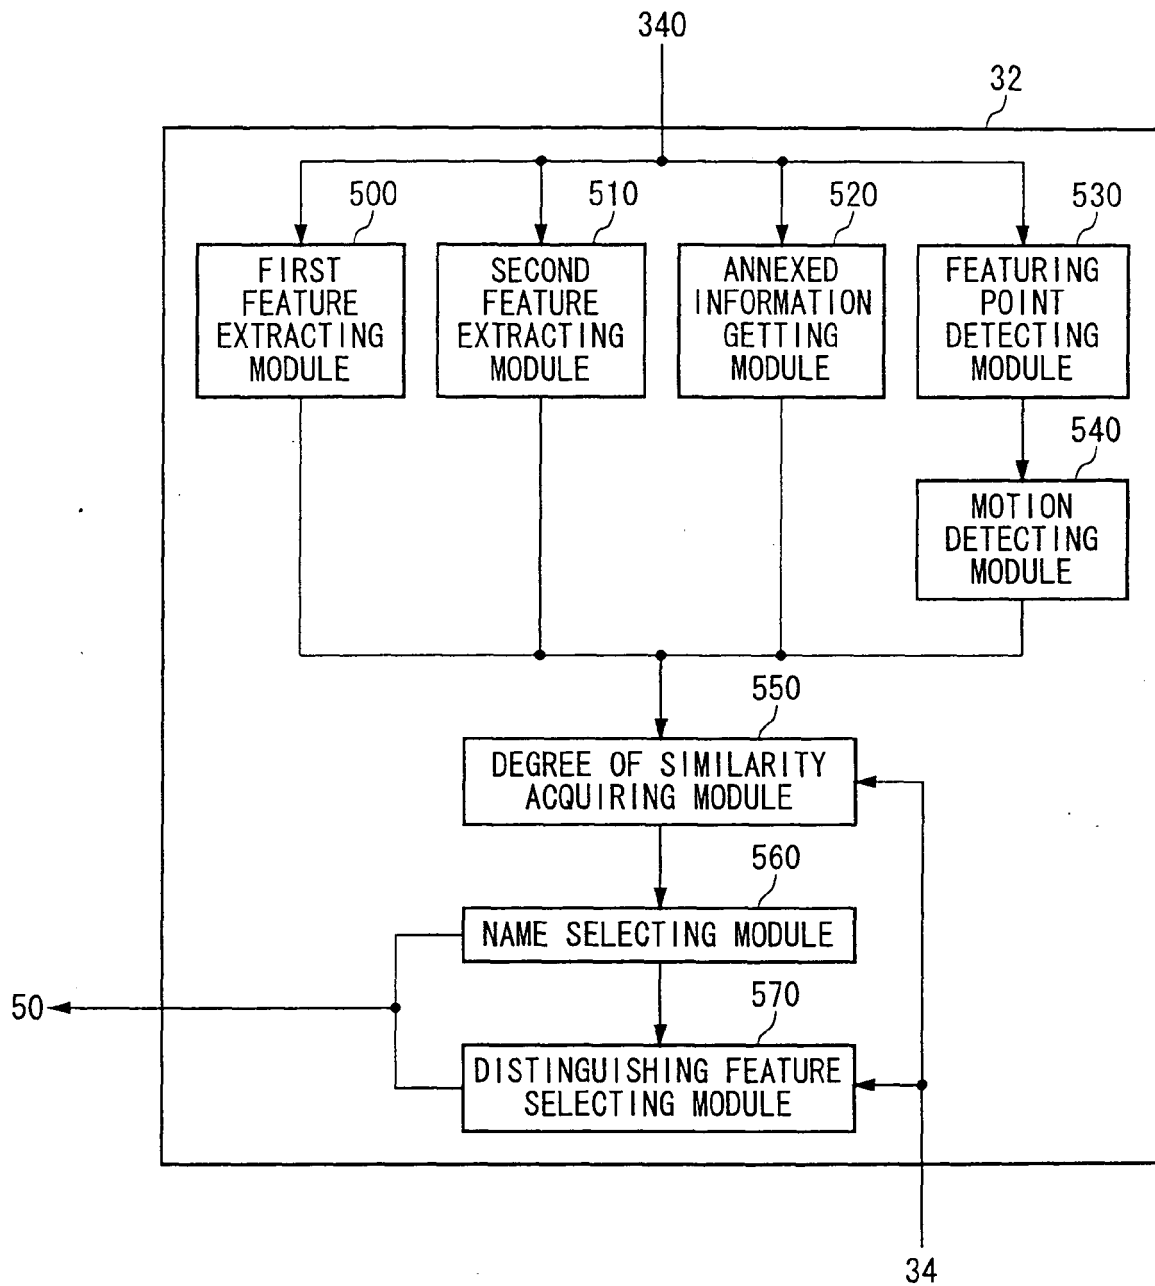 340
32
500
510
520
530
FIRST
FEATURE
EXTRACTING
MODULE
SECOND
FEATURE
EXTRACTING
MODULE
ANNEXED
INFORMATION
GETTING
MODULE
FEATURING
POINT
DETECTING
MODULE
540
MOTION
DETECTING
MODULE
550
DEGREE OF SIMILARITY
ACQUIRING MODULE
560
NAME SELECTING MODULE
50
570
DISTINGUISHING FEATURE
SELECTING MODULE
34